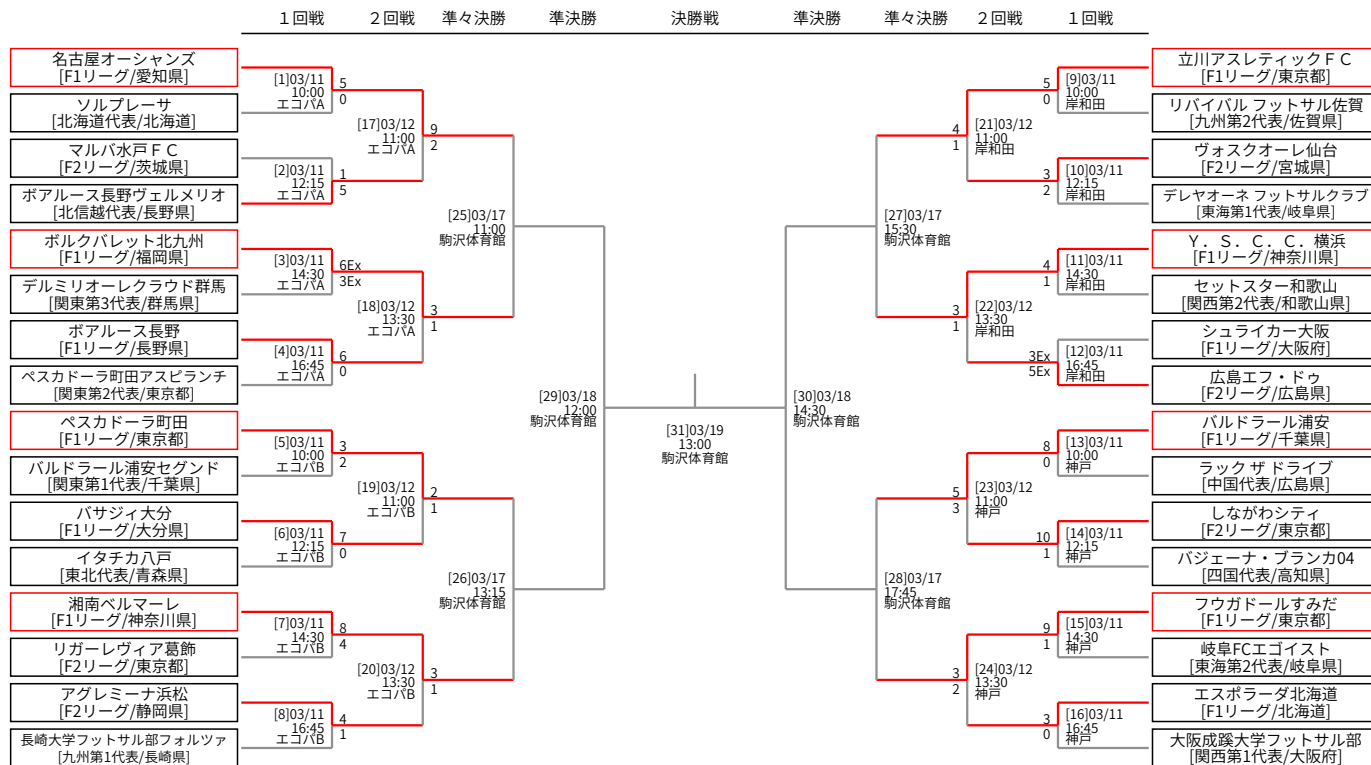 １回戦
２回戦
準々決勝
準決勝
決勝戦
準決勝
準々決勝
２回戦
１回戦
名古屋オーシャンズ
[F1リーグ/愛知県]
ソルプレーサ
[北海道代表/北海道]
マルバ水戸ＦＣ
[F2リーグ/茨城県]
ボアルース長野ヴェルメリオ
[北信越代表/長野県]
ボルクバレット北九州
[F1リーグ/福岡県]
デルミリオーレクラウド群馬
[関東第3代表/群馬県]
ボアルース長野
[F1リーグ/長野県]
ペスカドーラ町田アスピランチ
[関東第2代表/東京都]
ペスカドーラ町田
[F1リーグ/東京都]
バルドラール浦安セグンド
[関東第1代表/千葉県]
バサジィ大分
[F1リーグ/大分県]
イタチカ八戸
[東北代表/青森県]
湘南ベルマーレ
[F1リーグ/神奈川県]
リガーレヴィア葛飾
[F2リーグ/東京都]
アグレミーナ浜松
[F2リーグ/静岡県]
長崎大学フットサル部フォルツァ
[九州第1代表/長崎県]
[1]03/11
10:00
エコパA
5
0
[2]03/11
12:15
エコパA
1
5
[3]03/11
14:30
エコパA
6Ex
3Ex
[4]03/11
16:45
エコパA
6
0
[5]03/11
10:00
エコパB
3
2
[6]03/11
12:15
エコパB
7
0
[7]03/11
14:30
エコパB
8
4
[8]03/11
16:45
エコパB
4
1
[17]03/12
11:00
エコパA
9
2
[18]03/12
13:30
エコパA
3
1
[19]03/12
11:00
エコパB
2
1
[20]03/12
13:30
エコパB
3
1
[25]03/17
11:00
駒沢体育館
[26]03/17
13:15
駒沢体育館
[29]03/18
12:00
駒沢体育館
[31]03/19
13:00
駒沢体育館
[30]03/18
14:30
駒沢体育館
[27]03/17
15:30
駒沢体育館
[28]03/17
17:45
駒沢体育館
4
1
[21]03/12
11:00
岸和田
3
1
[22]03/12
13:30
岸和田
5
3
[23]03/12
11:00
神戸
3
2
[24]03/12
13:30
神戸
5
0
[9]03/11
10:00
岸和田
3
2
[10]03/11
12:15
岸和田
4
1
[11]03/11
14:30
岸和田
3Ex
5Ex
[12]03/11
16:45
岸和田
8
0
[13]03/11
10:00
神戸
10
1
[14]03/11
12:15
神戸
9
1
[15]03/11
14:30
神戸
3
0
[16]03/11
16:45
神戸
立川アスレティックＦＣ
[F1リーグ/東京都]
リバイバル フットサル佐賀
[九州第2代表/佐賀県]
ヴォスクオーレ仙台
[F2リーグ/宮城県]
デレヤオーネ フットサルクラブ
[東海第1代表/岐阜県]
Ｙ．Ｓ．Ｃ．Ｃ．横浜
[F1リーグ/神奈川県]
セットスター和歌山
[関西第2代表/和歌山県]
シュライカー大阪
[F1リーグ/大阪府]
広島エフ・ドゥ
[F2リーグ/広島県]
バルドラール浦安
[F1リーグ/千葉県]
ラック ザ ドライブ
[中国代表/広島県]
しながわシティ
[F2リーグ/東京都]
バジェーナ・ブランカ04
[四国代表/高知県]
フウガドールすみだ
[F1リーグ/東京都]
岐阜FCエゴイスト
[東海第2代表/岐阜県]
エスポラーダ北海道
[F1リーグ/北海道]
大阪成蹊大学フットサル部
[関西第1代表/大阪府]